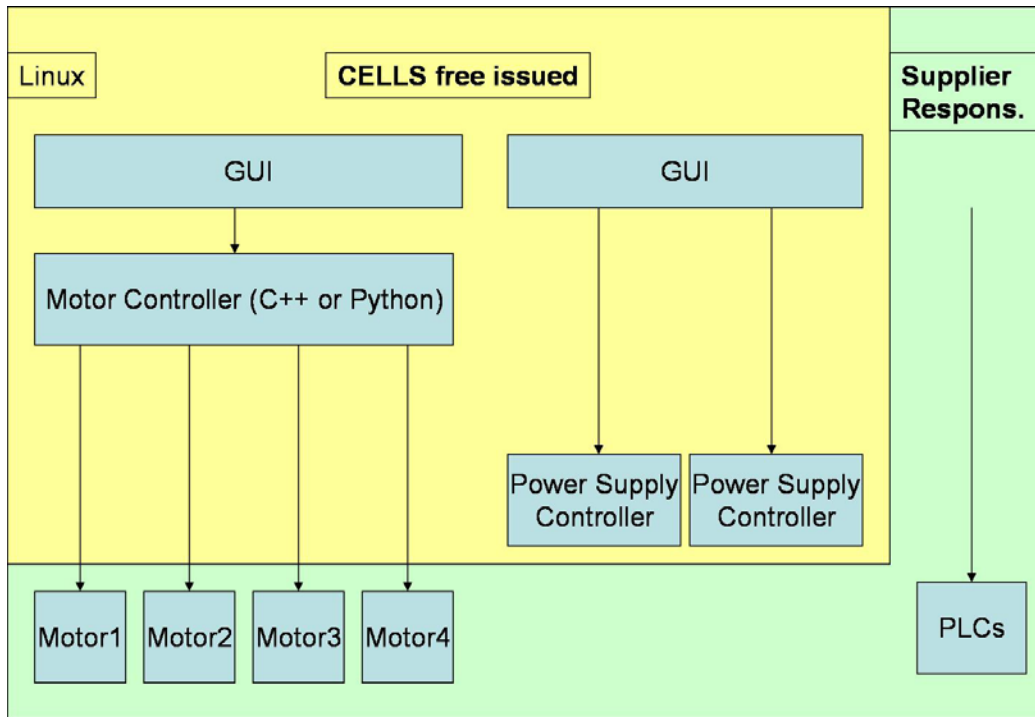 Linux
CELLS free issued
Supplier
Respons.
GUI
GUI
Motor Controller (C++ or Python)
Power Supply
Controller
Power Supply
Controller
Motor1
Motor2
Motor3
Motor4
PLCs